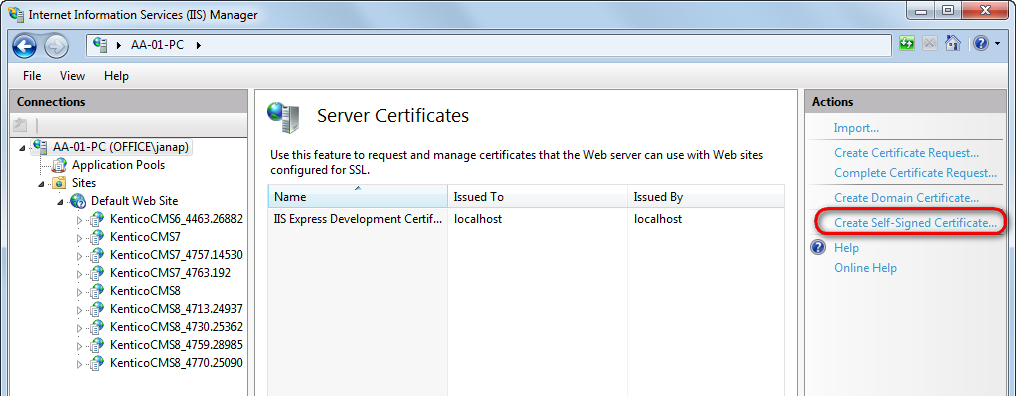 Internet Information Services (IIS) Manager
AA-01-PC
File View Help
Connections
AA-01-PC (OFFICE\janap)
Application Pools
Sites
Default Web Site
KenticoCMS6_4463.26882
KenticoCMS7
KenticoCMS7_4757.14530
KenticoCMS7_4763.192
KenticoCMS8
KenticoCMS8_4713.24937
KenticoCMS8_4730.25362
KenticoCMS8_4759.28985
KenticoCMS8_4770.25090
Server Certificates
Use this feature to request and manage certificates that the Web server can use with Web sites
configured for SSL.
Name Issued To Issued By
IIS Express Development Certif... localhost localhost
Actions
Import...
Create Certificate Request...
Complete Certificate Request...
Create Domain Certificate...
Create Self-Signed Certificate...
Help
Online Help